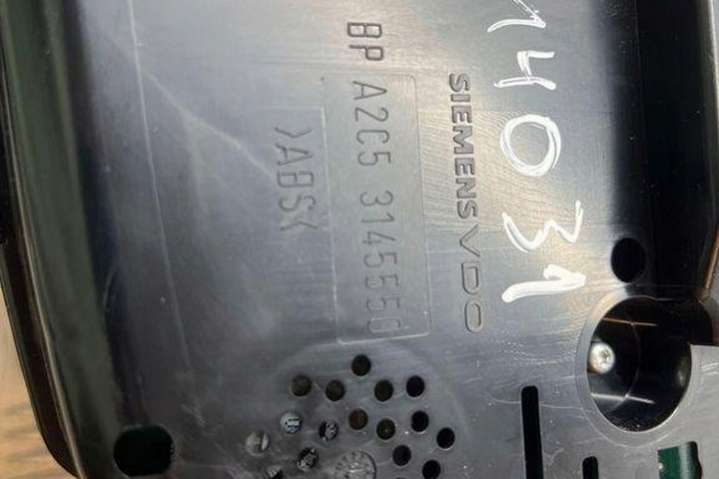 14031
SIEMENS VDO
BP A2C5 3145550
>ABS<